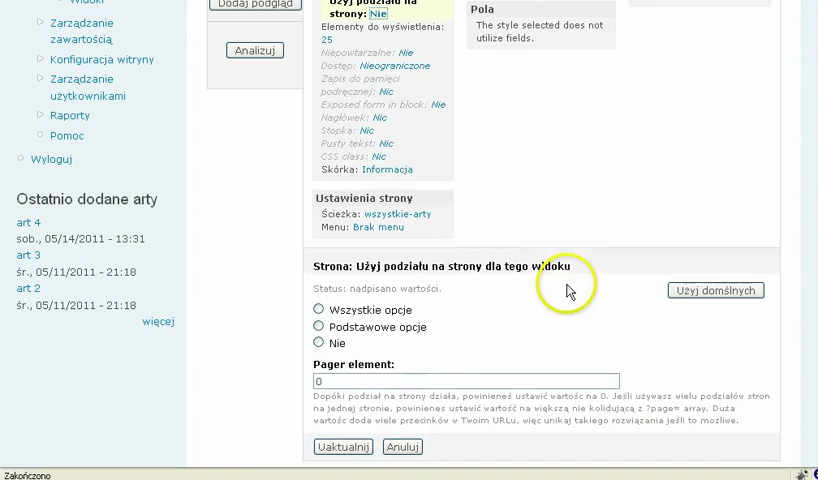 Widoki
Zarządzanie
zawartością
Konfiguracja witryny
Zarządzanie
użytkownikami
Raporty
Pomoc
Wyloguj
Ostatnio dodane arty
art 4
sob., 05/14/2011 - 13:31
art 3
śr., 05/11/2011 - 21:18
art 2
śr., 05/11/2011 - 21:18
więcej
Dodaj podgląd
Analizuj
Użyj podziału na
strony: Nie
Elementy do wyświetlenia:
25
Niepowtarzalne: Nie
Dostęp: Nieograniczone
Zapis do pamięci
podręcznej: Nic
Exposed form in block: Nie
Nagłówek: Nic
Stopka: Nic
Pusty tekst: Nic
CSS class: Nic
Skórka: Informacja
Ustawienia strony
Ścieżka: wszystkie-arty
Menu: Brak menu
Pola
The style selected does not
utilize fields.
Strona: Użyj podziału na strony dla tego widoku
Status: nadpisano wartości.
Użyj domślnych
Wszystkie opcje
Podstawowe opcje
Nie
Pager element:
0
Dopóki podział na strony działa, powinieneś ustawić wartośc na 0. Jeśli używasz wielu podziałów stron
na jednej stronie, powinienes ustawić wartość na większą nie kolidującą z ?page= array. Duża
wartośc doda wiele przecinków w Twoim URLu, więc unikaj takiego rozwiązania jeśli to możliwe.
Uaktualnij
Anuluj
Zakończono